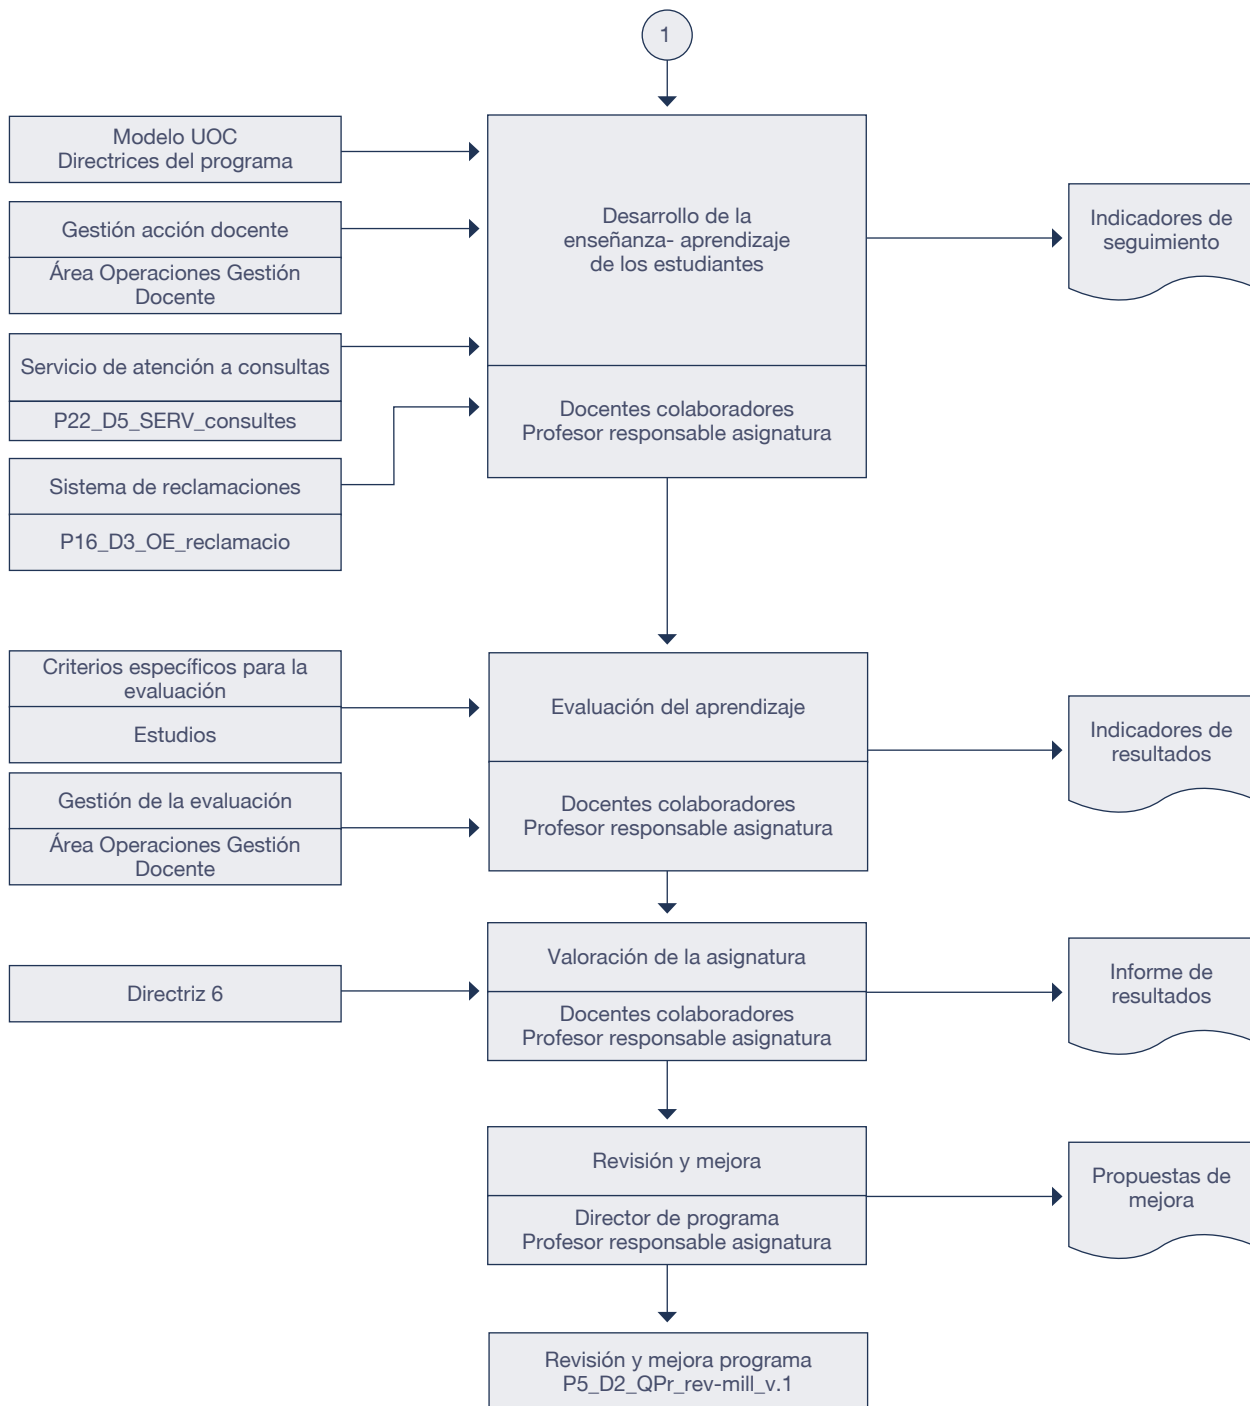 1
Modelo UOC
Directrices del programa
Gestión acción docente
Área Operaciones Gestión
Docente
Servicio de atención a consultas
P22_D5_SERV_consultes
Sistema de reclamaciones
P16_D3_OE_reclamacio
Desarrollo de la
enseñanza- aprendizaje
de los estudiantes
Docentes colaboradores
Profesor responsable asignatura
Indicadores de
seguimiento
Criterios específicos para la
evaluación
Estudios
Gestión de la evaluación
Área Operaciones Gestión
Docente
Evaluación del aprendizaje
Docentes colaboradores
Profesor responsable asignatura
Indicadores de
resultados
Directriz 6
Valoración de la asignatura
Docentes colaboradores
Profesor responsable asignatura
Informe de
resultados
Revisión y mejora
Director de programa
Profesor responsable asignatura
Propuestas de
mejora
Revisión y mejora programa
P5_D2_QPr_rev-mill_v.1